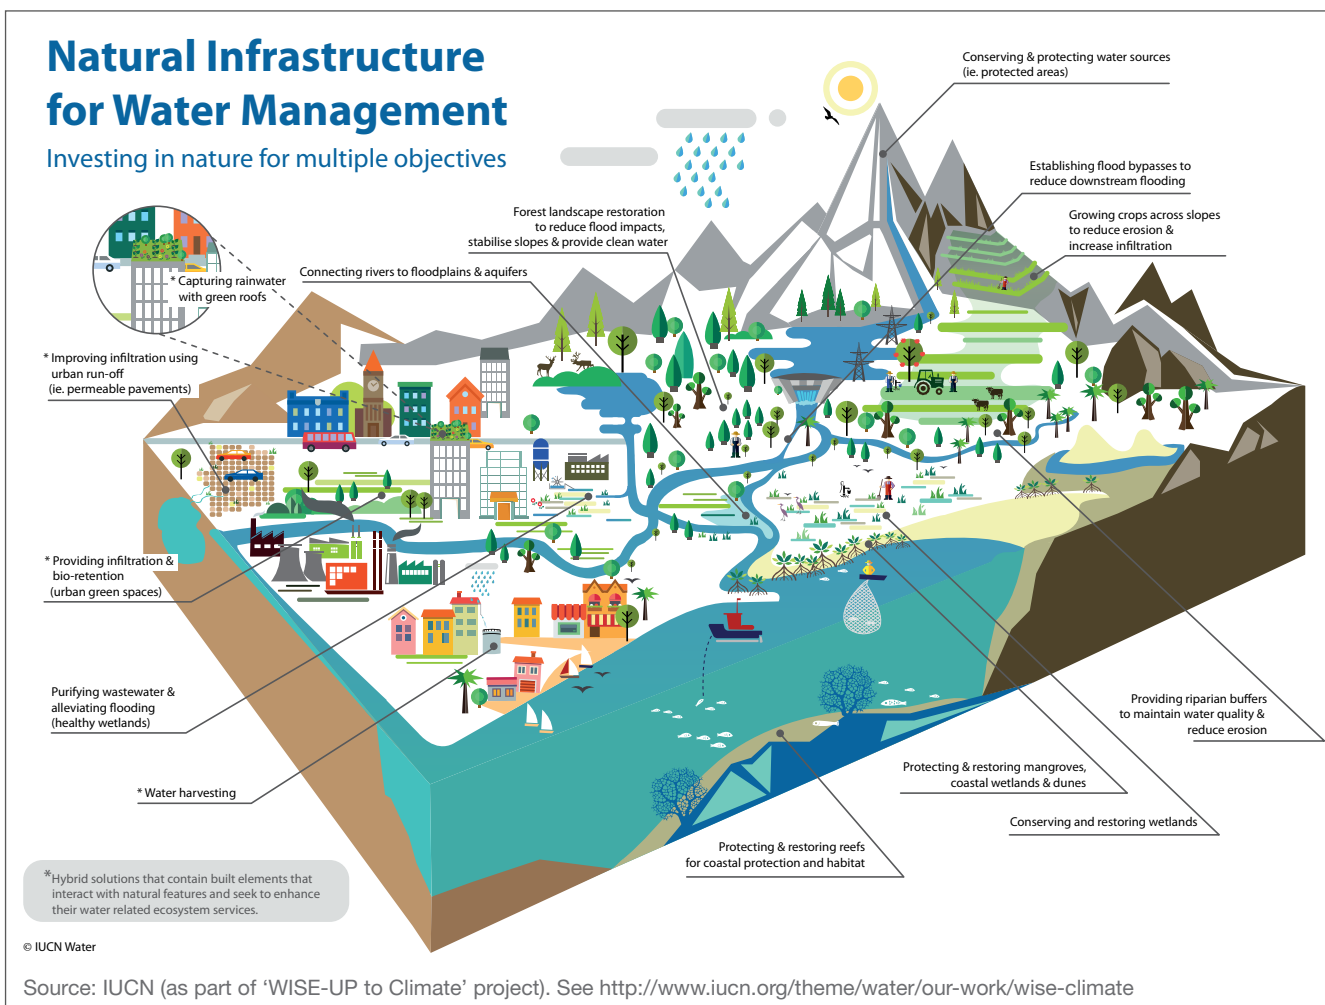 Natural Infrastructure
for Water Management
Investing in nature for multiple objectives
Conserving & protecting water sources
(ie. protected areas)
Establishing flood bypasses to
reduce downstream flooding
Growing crops across slopes
to reduce erosion &
increase infiltration
Forest landscape restoration
to reduce flood impacts,
stabilise slopes & provide clean water
Connecting rivers to floodplains & aquifers
* Capturing rainwater
with green roofs
* Improving infiltration using
urban run-off
(ie. permeable pavements)
* Providing infiltration &
bio-retention
(urban green spaces)
Purifying wastewater &
alleviating flooding
(healthy wetlands)
* Water harvesting
Providing riparian buffers
to maintain water quality &
reduce erosion
Protecting & restoring mangroves,
coastal wetlands & dunes
Conserving and restoring wetlands
Protecting & restoring reefs
for coastal protection and habitat
*Hybrid solutions that contain built elements that
interact with natural features and seek to enhance
their water related ecosystem services.
© IUCN Water
Source: IUCN (as part of ‘WISE-UP to Climate’ project). See http://www.iucn.org/theme/water/our-work/wise-climate